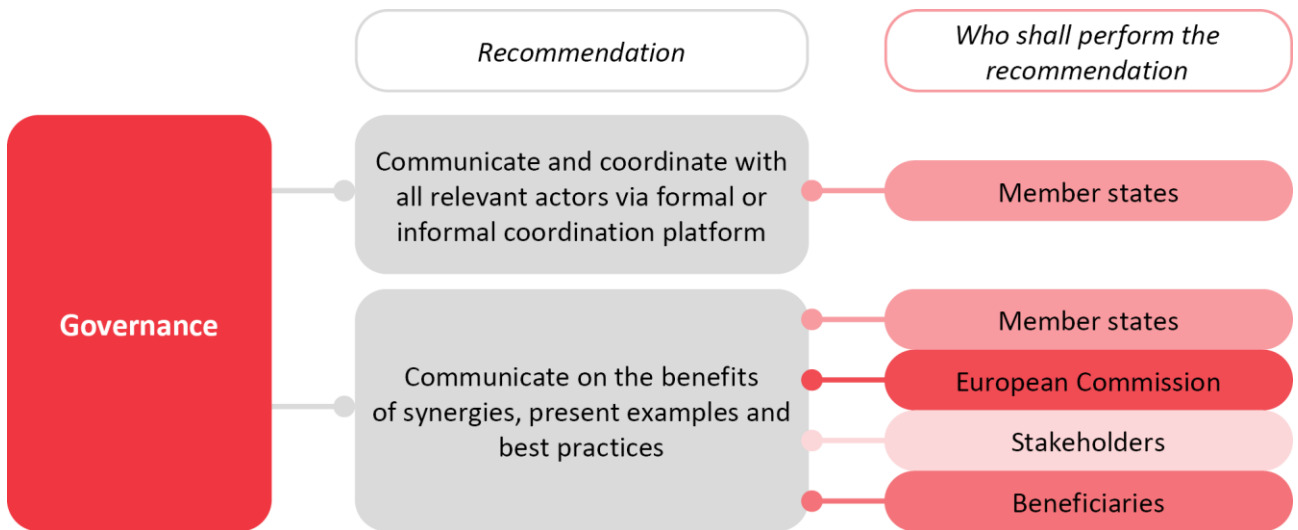 Recommendation
Who shall perform the
recommendation
Governance
Communicate and coordinate with
all relevant actors via formal or
informal coordination platform
Member states
Communicate on the benefits
of synergies, present examples and
best practices
Member states
European Commission
Stakeholders
Beneficiaries